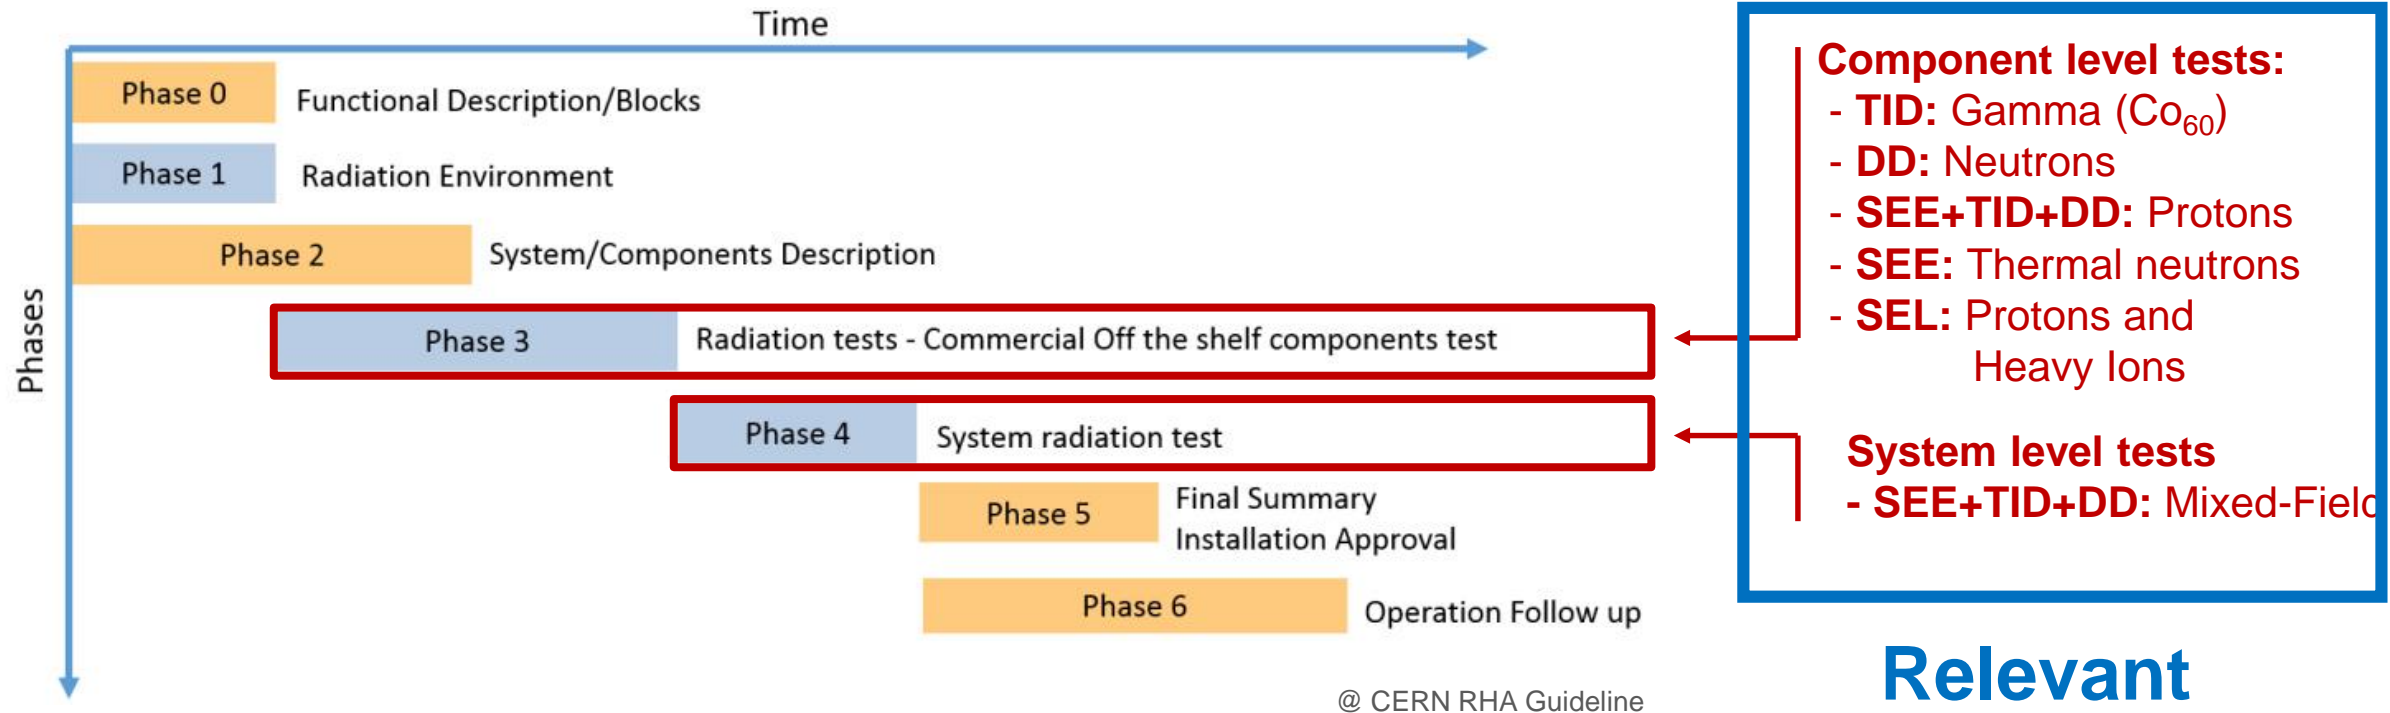 Time
Phases
Phase 0
Functional Description/Blocks
Phase 1
Radiation Environment
Phase 2
System/Components Description
Phase 3
Radiation tests - Commercial Off the shelf components test
Phase 4
System radiation test
Phase 5
Final Summary
Installation Approval
Phase 6
Operation Follow up
@ CERN RHA Guideline
Component level tests:
- TID: Gamma (Co₆₀)
- DD: Neutrons
- SEE+TID+DD: Protons
- SEE: Thermal neutrons
- SEL: Protons and
Heavy Ions
System level tests
- SEE+TID+DD: Mixed-Field
Relevant